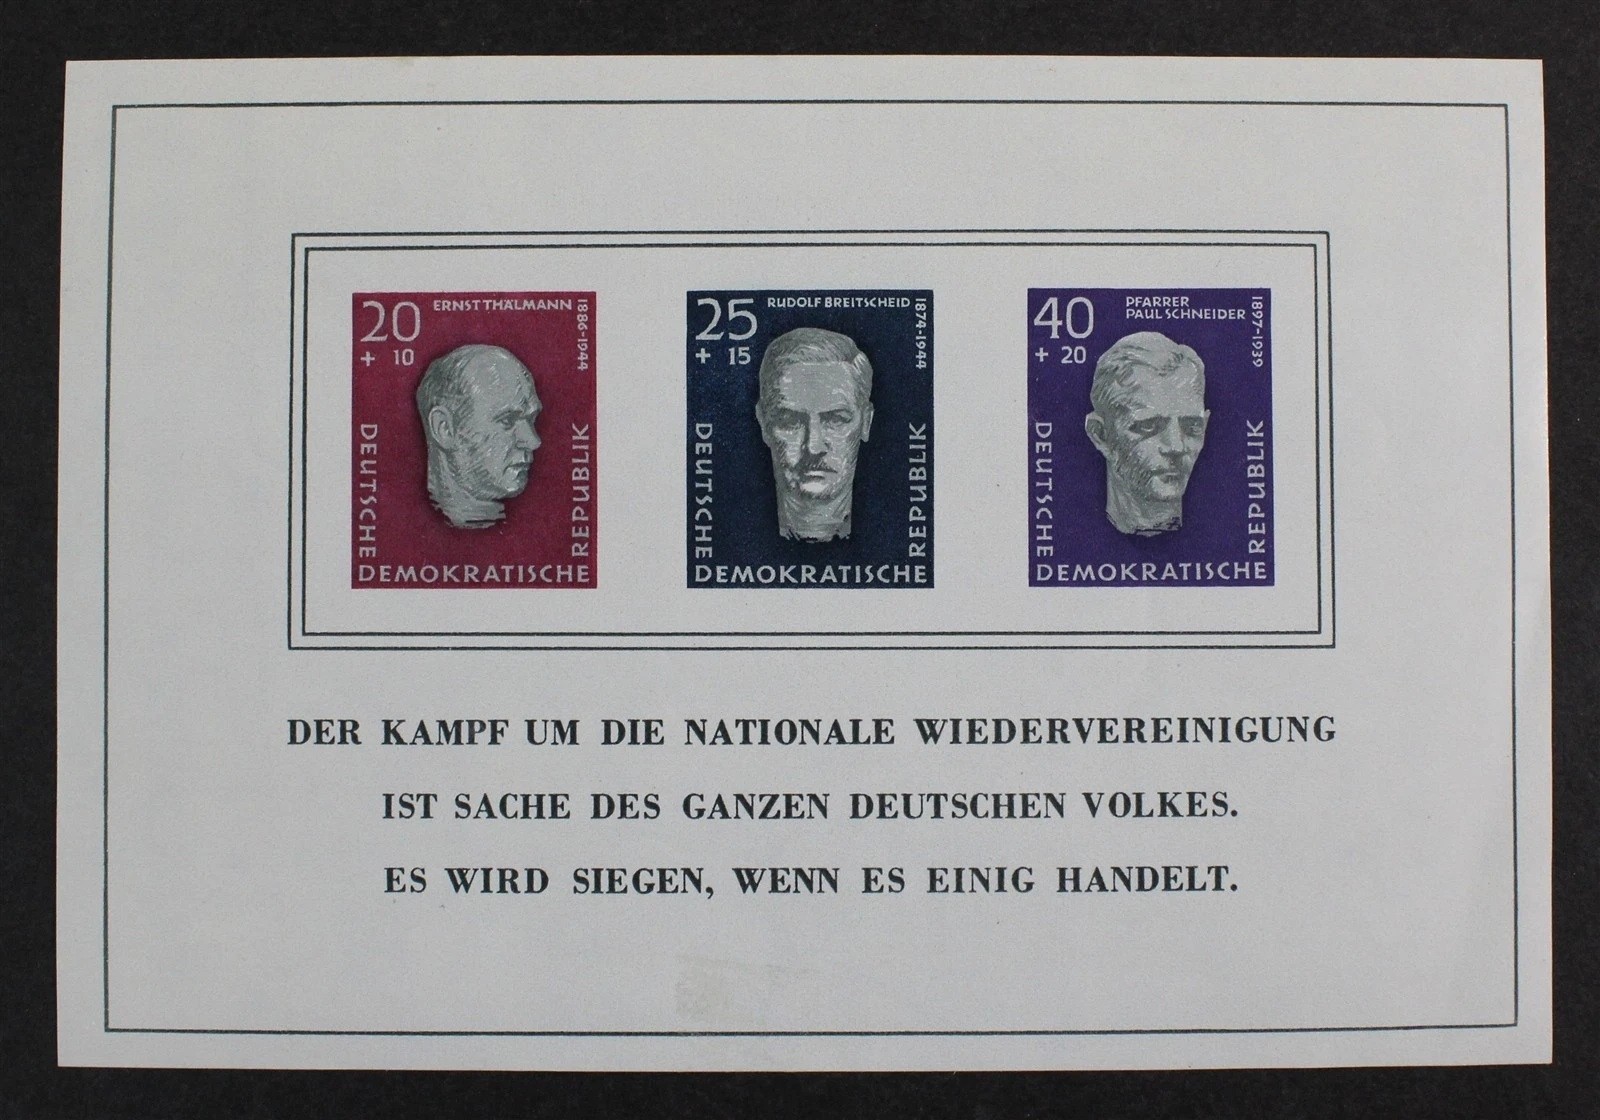 20
+ 10
ERNST THÄLMANN
1886-1944
DEUTSCHE
DEMOKRATISCHE
REPUBLIK
25
+ 15
RUDOLF BREITSCHEID
1874-1944
DEUTSCHE
DEMOKRATISCHE
REPUBLIK
40
+ 20
PFARRER
PAUL SCHNEIDER
1897-1939
DEUTSCHE
DEMOKRATISCHE
REPUBLIK
DER KAMPF UM DIE NATIONALE WIEDERVEREINIGUNG
IST SACHE DES GANZEN DEUTSCHEN VOLKES.
ES WIRD SIEGEN, WENN ES EINIG HANDELT.